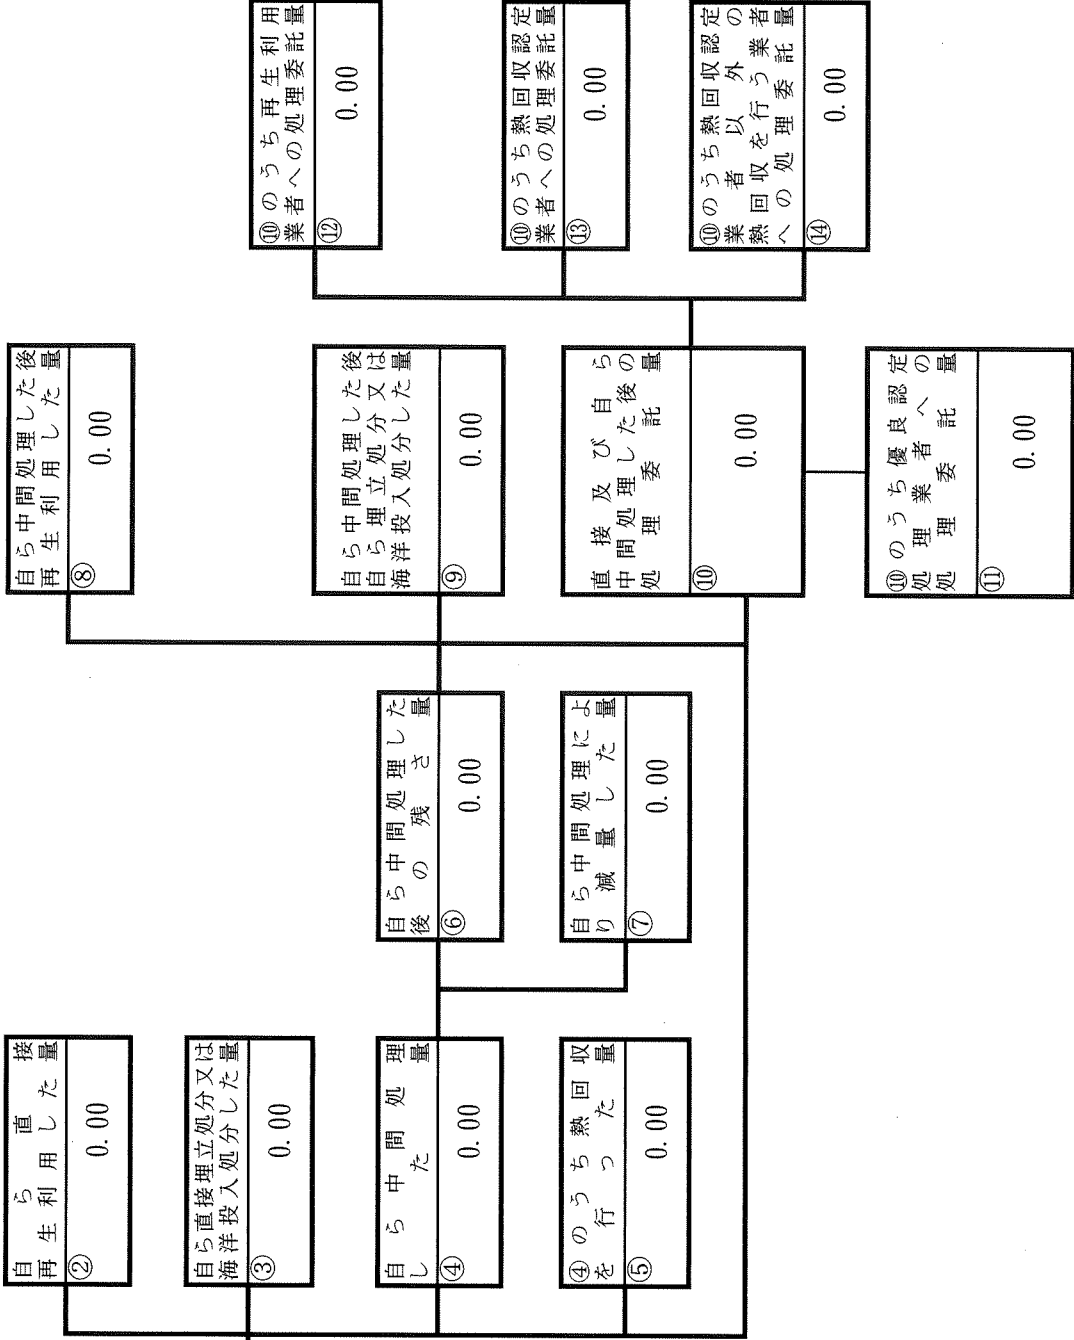 自ら直接
再生利用した量
②
0.00
自ら直接埋立処分又は
海洋投入処分した量
③
0.00
自ら中間処理
した量
④
0.00
④のうち熱回収
を行った量
⑤
0.00
自ら中間処理した
後の残さ量
⑥
0.00
自ら中間処理によ
り減量した量
⑦
0.00
自ら中間処理した後
再生利用した量
⑧
0.00
自ら中間処理した後
自ら埋立処分又は
海洋投入処分した量
⑨
0.00
直接及び自ら
中間処理した後の
処理委託量
⑩
0.00
⑩のうち優良認定
処理業者への
処理委託量
⑪
0.00
⑩のうち再生利用
業者への処理委託量
⑫
0.00
⑩のうち熱回収認定
業者への処理委託量
⑬
0.00
⑩のうち熱回収認定
業者以外の
熱回収を行う業者
への処理委託量
⑭
0.00